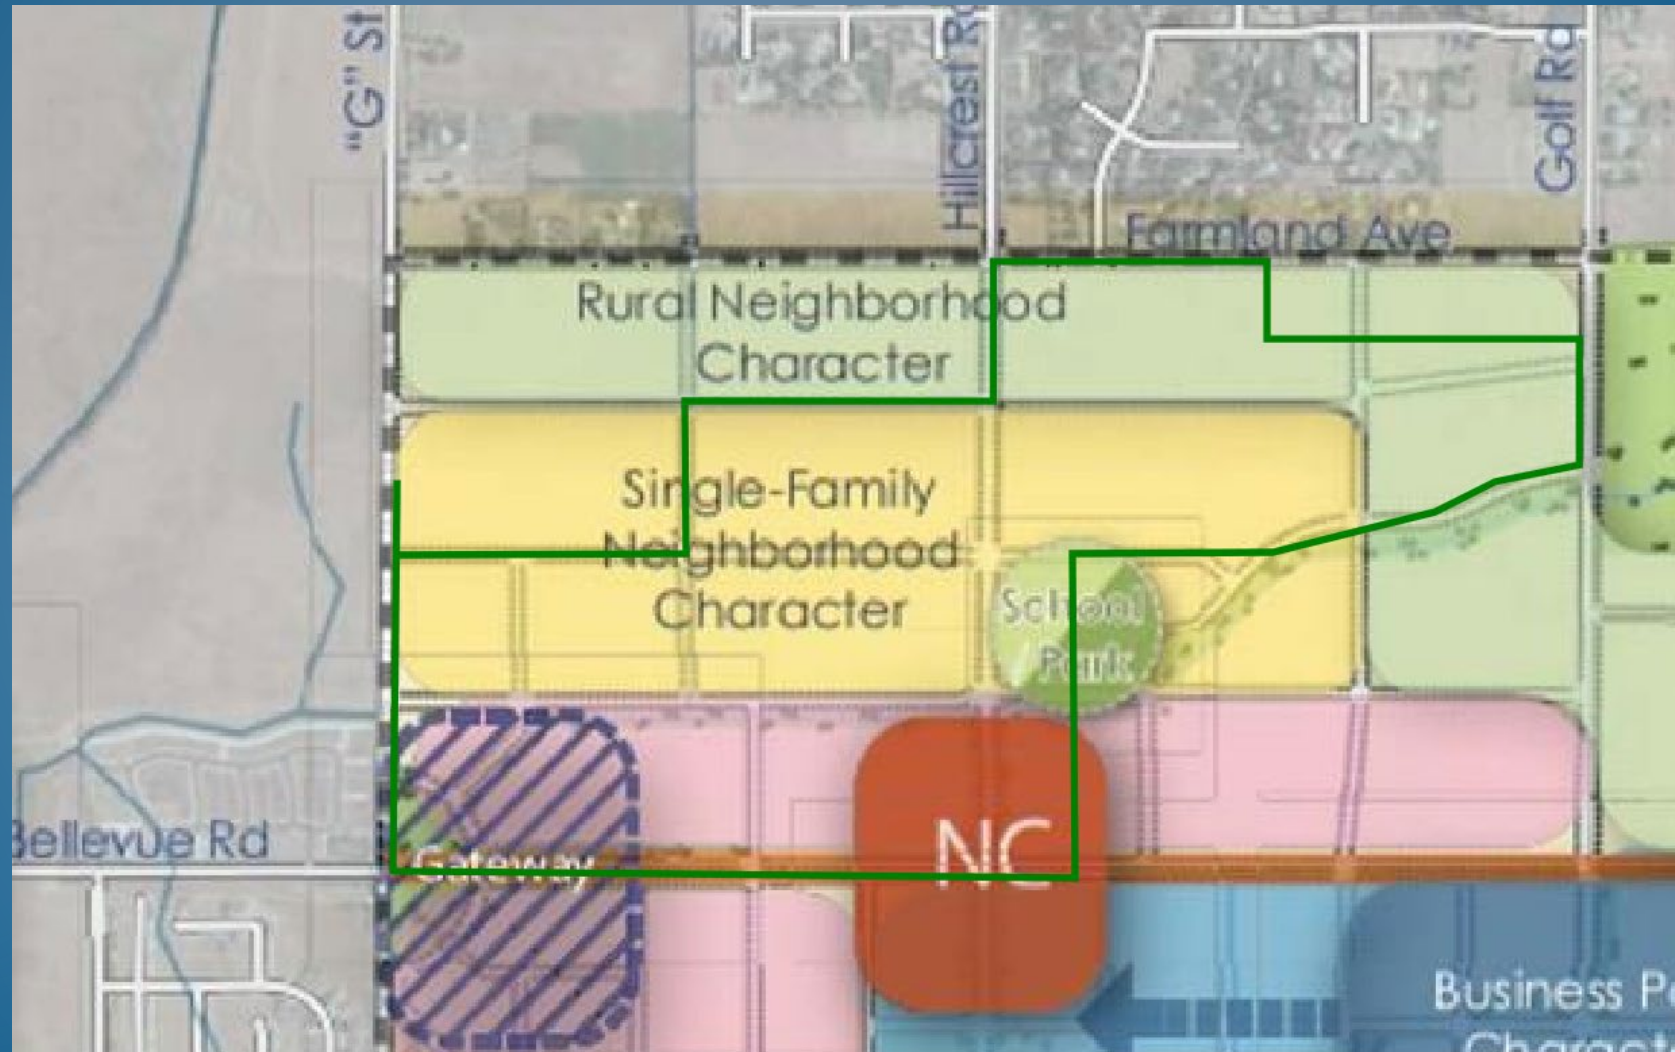 "G" St
Hillcrest Rd
Golf Rd
Farmland Ave
Rural Neighborhood
Character
Single-Family
Neighborhood
Character
School
/ Park
Bellevue Rd
Gateway
NC
Business